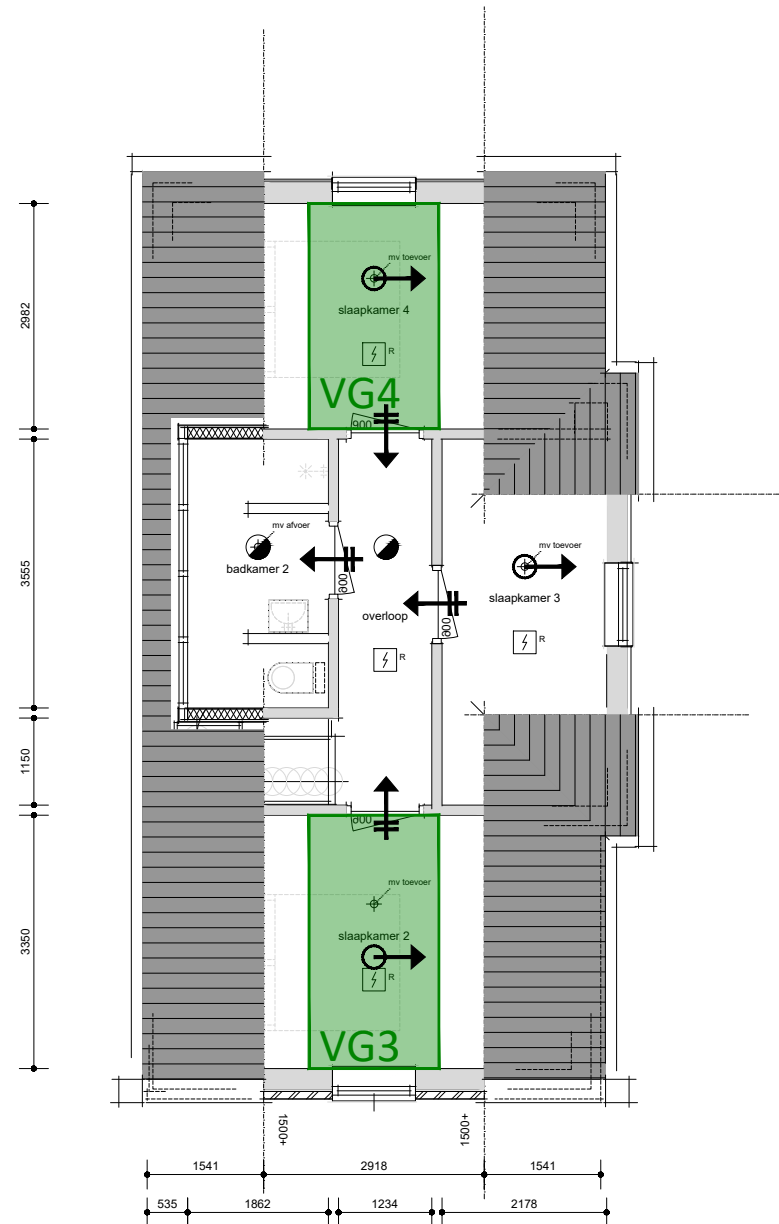 mv toevoer
slaapkamer 4
R
VG4
900
2982
mv afvoer
badkamer 2
900
overloop
R
900
mv toevoer
slaapkamer 3
R
3555
1150
900
mv toevoer
slaapkamer 2
R
VG3
3350
1500+
1500+
1541
2918
1541
535
1862
1234
2178